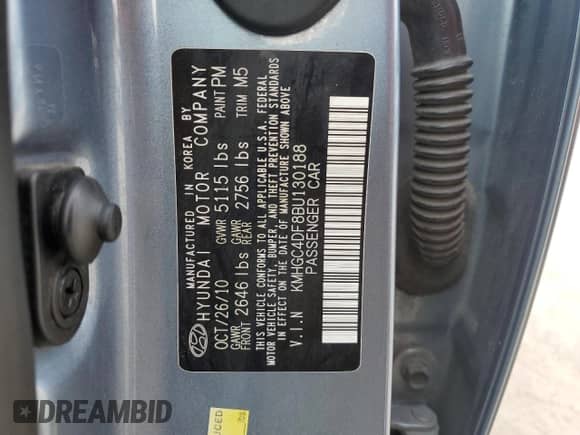 MANUFACTURED IN KOREA BY
HYUNDAI MOTOR COMPANY
OCT/26/10 GVWR 5115 lbs PAINT PM
GAWR FRONT 2646 lbs GAWR REAR 2756 lbs TRIM M5
THIS VEHICLE CONFORMS TO ALL APPLICABLE U.S.A. FEDERAL
MOTOR VEHICLE SAFETY, BUMPER, AND THEFT PREVENTION STANDARDS
IN EFFECT ON THE DATE OF MANUFACTURE SHOWN ABOVE
V.I.N KMHGC4DF8BU130188
PASSENGER CAR
UCED
DREAMBID